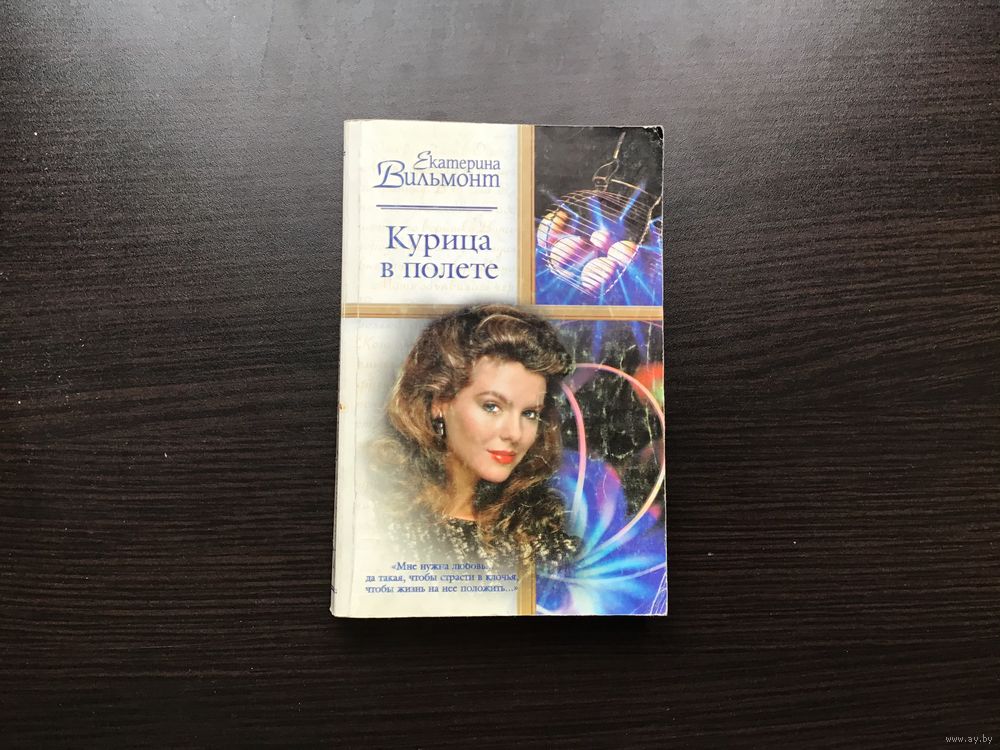 Екатерина
Вильмонт
Курица
в полете
«Мне нужна любовь...
да такая, чтобы страсти в клочья,
чтобы жизнь на нее положить...»
www.ay.by